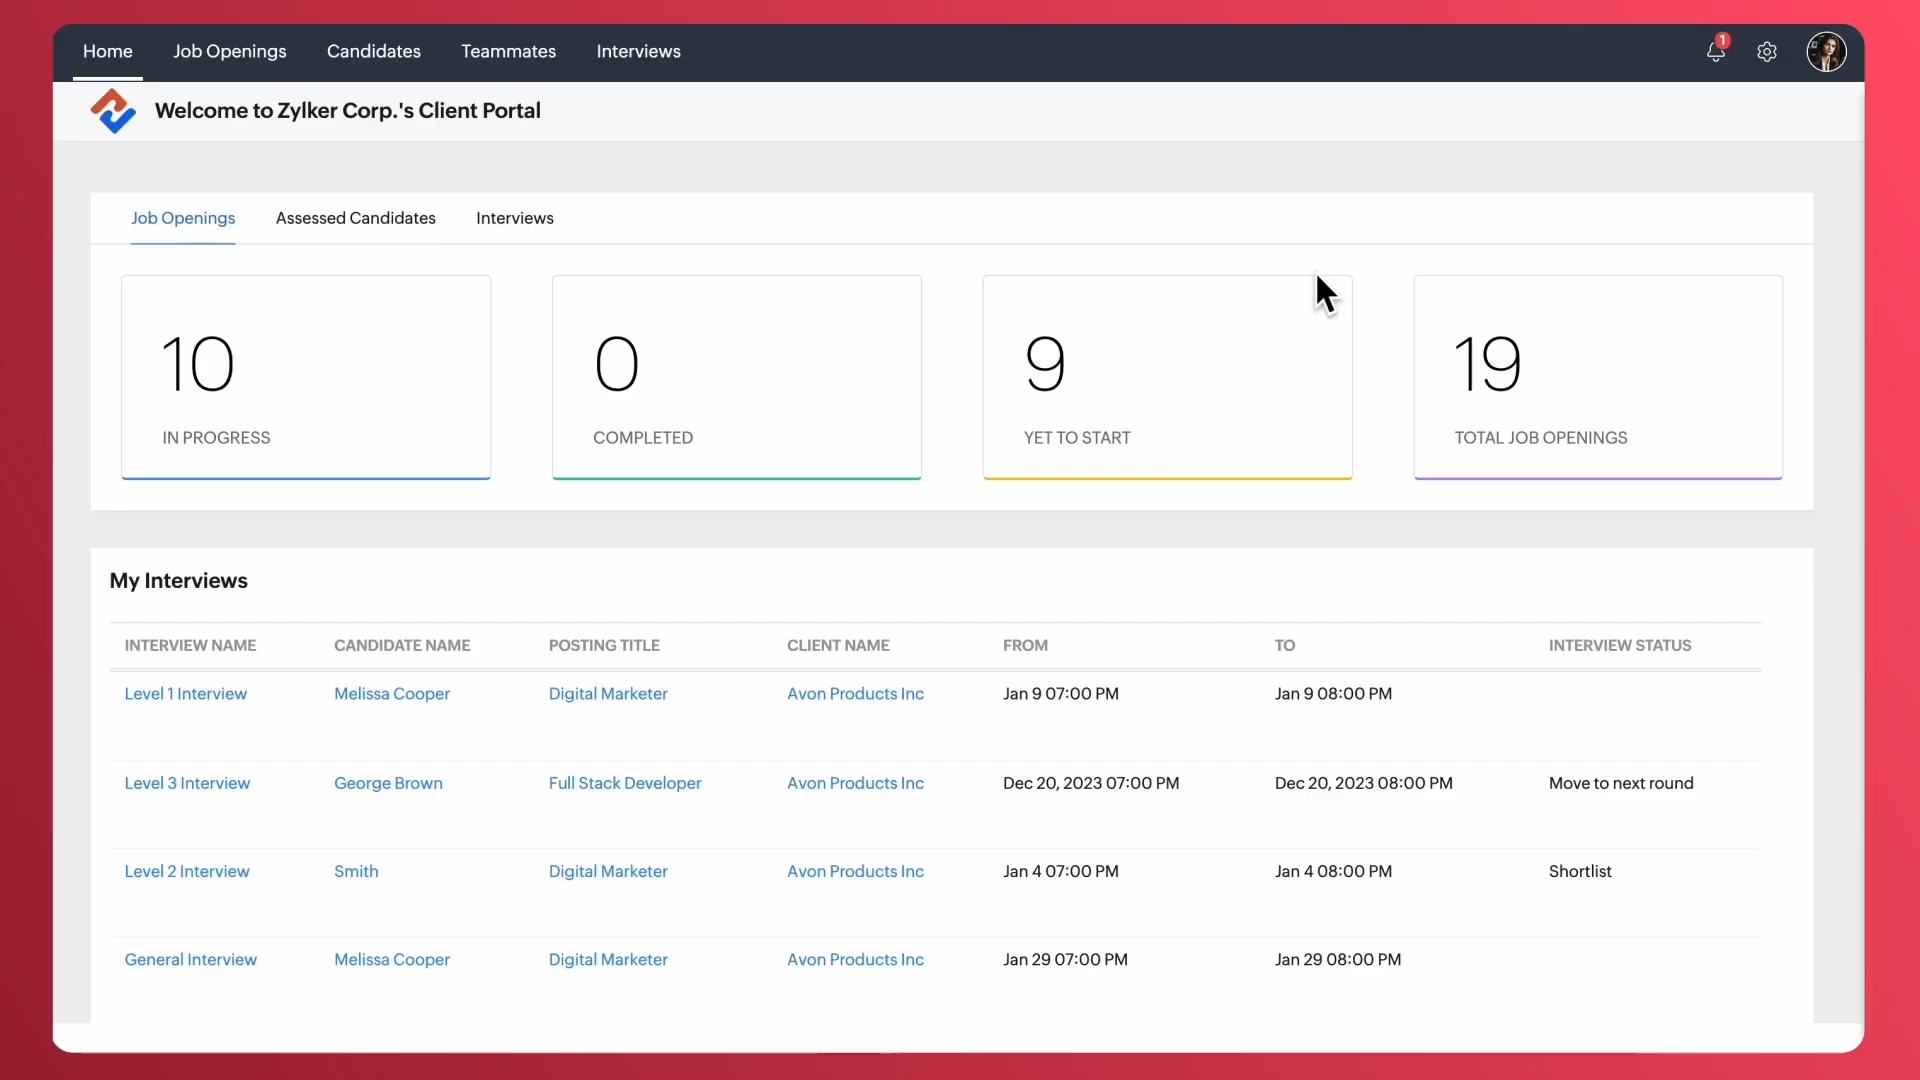 Home Job Openings Candidates Teammates Interviews 1
Welcome to Zylker Corp.'s Client Portal
Job Openings Assessed Candidates Interviews
10 0 9 19
IN PROGRESS COMPLETED YET TO START TOTAL JOB OPENINGS
My Interviews
INTERVIEW NAME CANDIDATE NAME POSTING TITLE CLIENT NAME FROM TO INTERVIEW STATUS
Level 1 Interview Melissa Cooper Digital Marketer Avon Products Inc Jan 9 07:00 PM Jan 9 08:00 PM
Level 3 Interview George Brown Full Stack Developer Avon Products Inc Dec 20, 2023 07:00 PM Dec 20, 2023 08:00 PM Move to next round
Level 2 Interview Smith Digital Marketer Avon Products Inc Jan 4 07:00 PM Jan 4 08:00 PM Shortlist
General Interview Melissa Cooper Digital Marketer Avon Products Inc Jan 29 07:00 PM Jan 29 08:00 PM